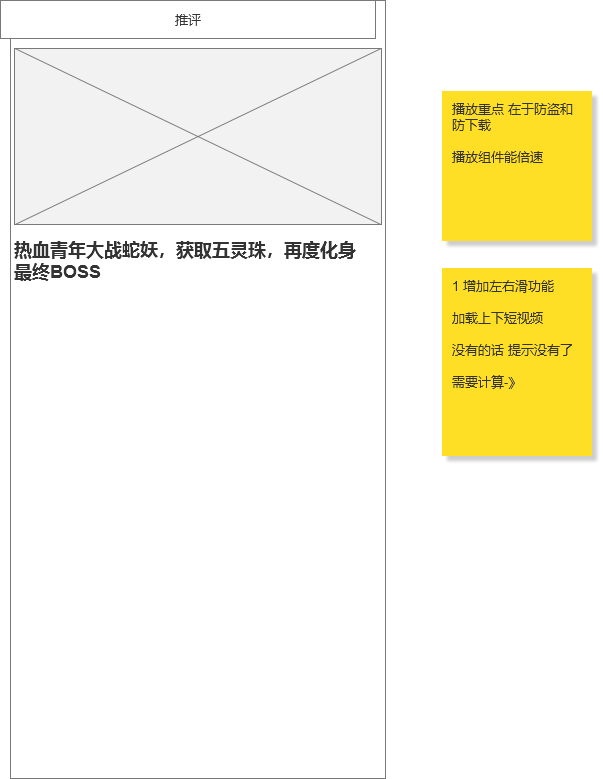 推评
热血青年大战蛇妖，获取五灵珠，再度化身
最终BOSS
播放重点 在于防盗和
防下载
播放组件能倍速
1 增加左右滑功能
加载上下短视频
没有的话 提示没有了
需要计算-》